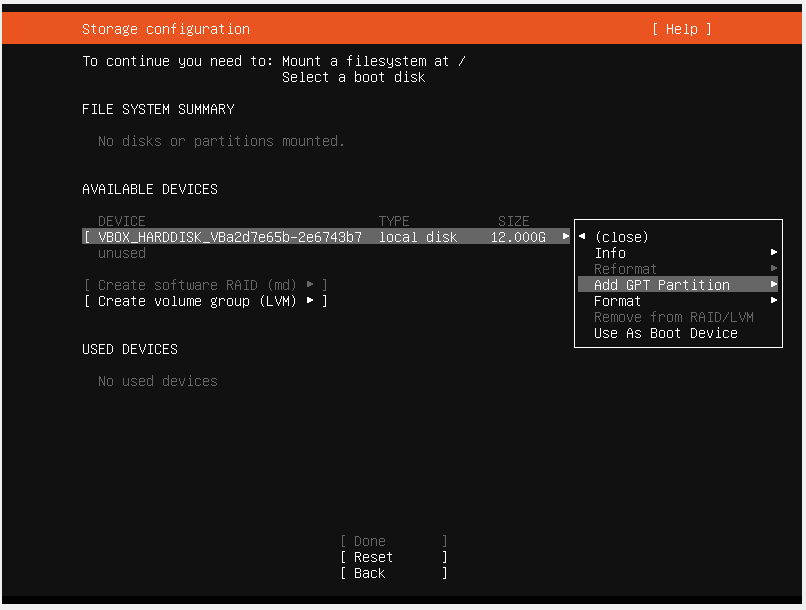 Storage configuration [ Help ]
To continue you need to: Mount a filesystem at /
Select a boot disk
FILE SYSTEM SUMMARY
No disks or partitions mounted.
AVAILABLE DEVICES
DEVICE TYPE SIZE
[ VBOX_HARDDISK_VBa2d7e65b-2e6743b7 local disk 12.000G ▸
unused
[ Create software RAID (md) ▸ ]
[ Create volume group (LVM) ▸ ]
◂ (close)
Info ▸
Reformat ▸
Add GPT Partition ▸
Format ▸
Remove from RAID/LVM
Use As Boot Device
USED DEVICES
No used devices
[ Done ]
[ Reset ]
[ Back ]